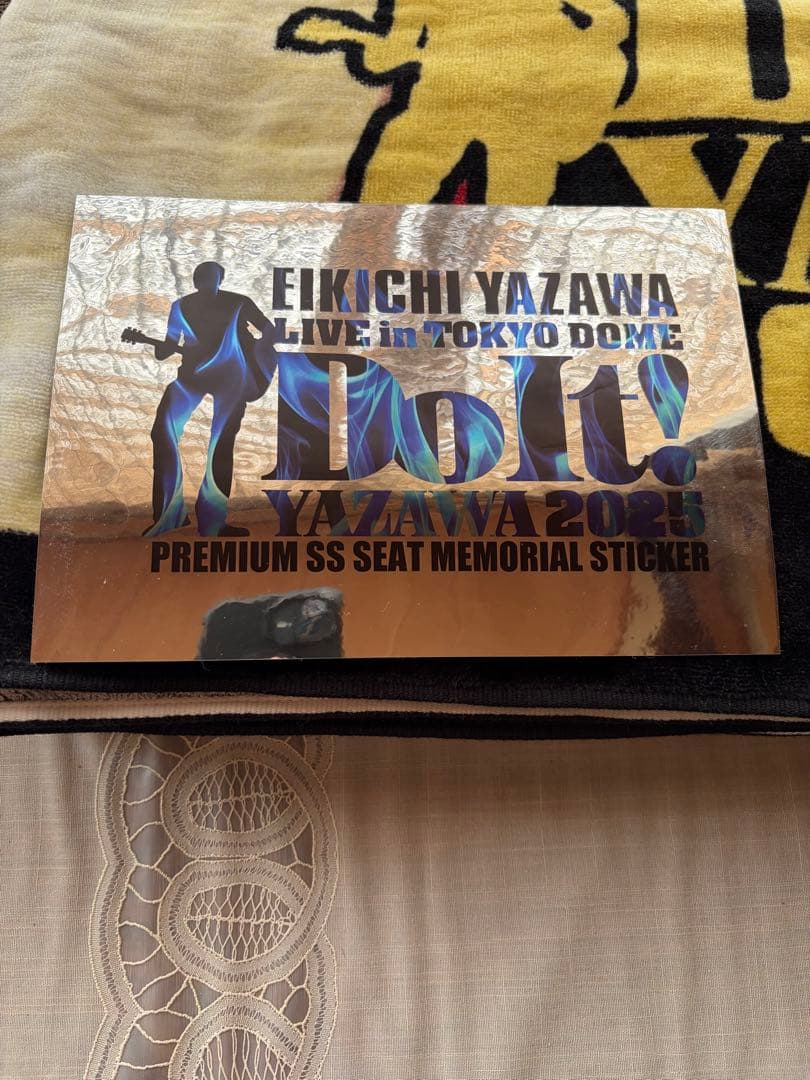 EIKICHI YAZAWA
LIVE in TOKYO DOME
Do It!
YAZAWA 2025
PREMIUM SS SEAT MEMORIAL STICKER